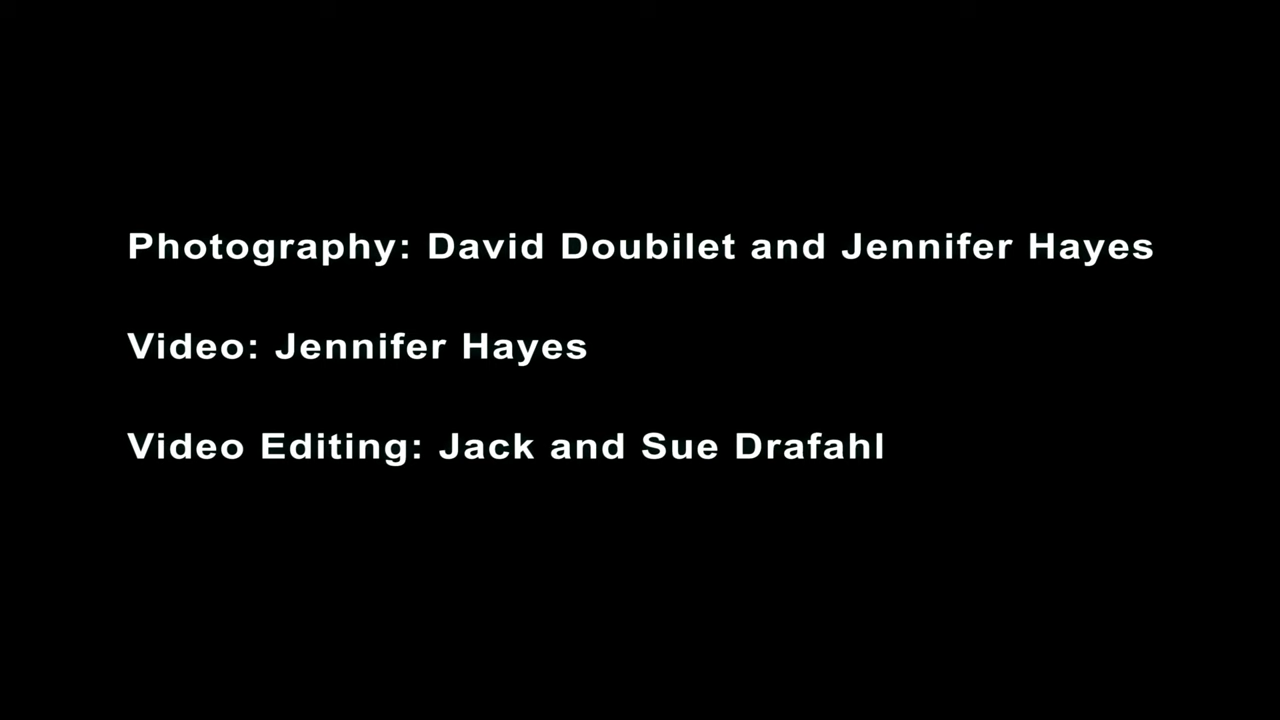 Photography: David Doubilet and Jennifer Hayes
Video: Jennifer Hayes
Video Editing: Jack and Sue Drafahl